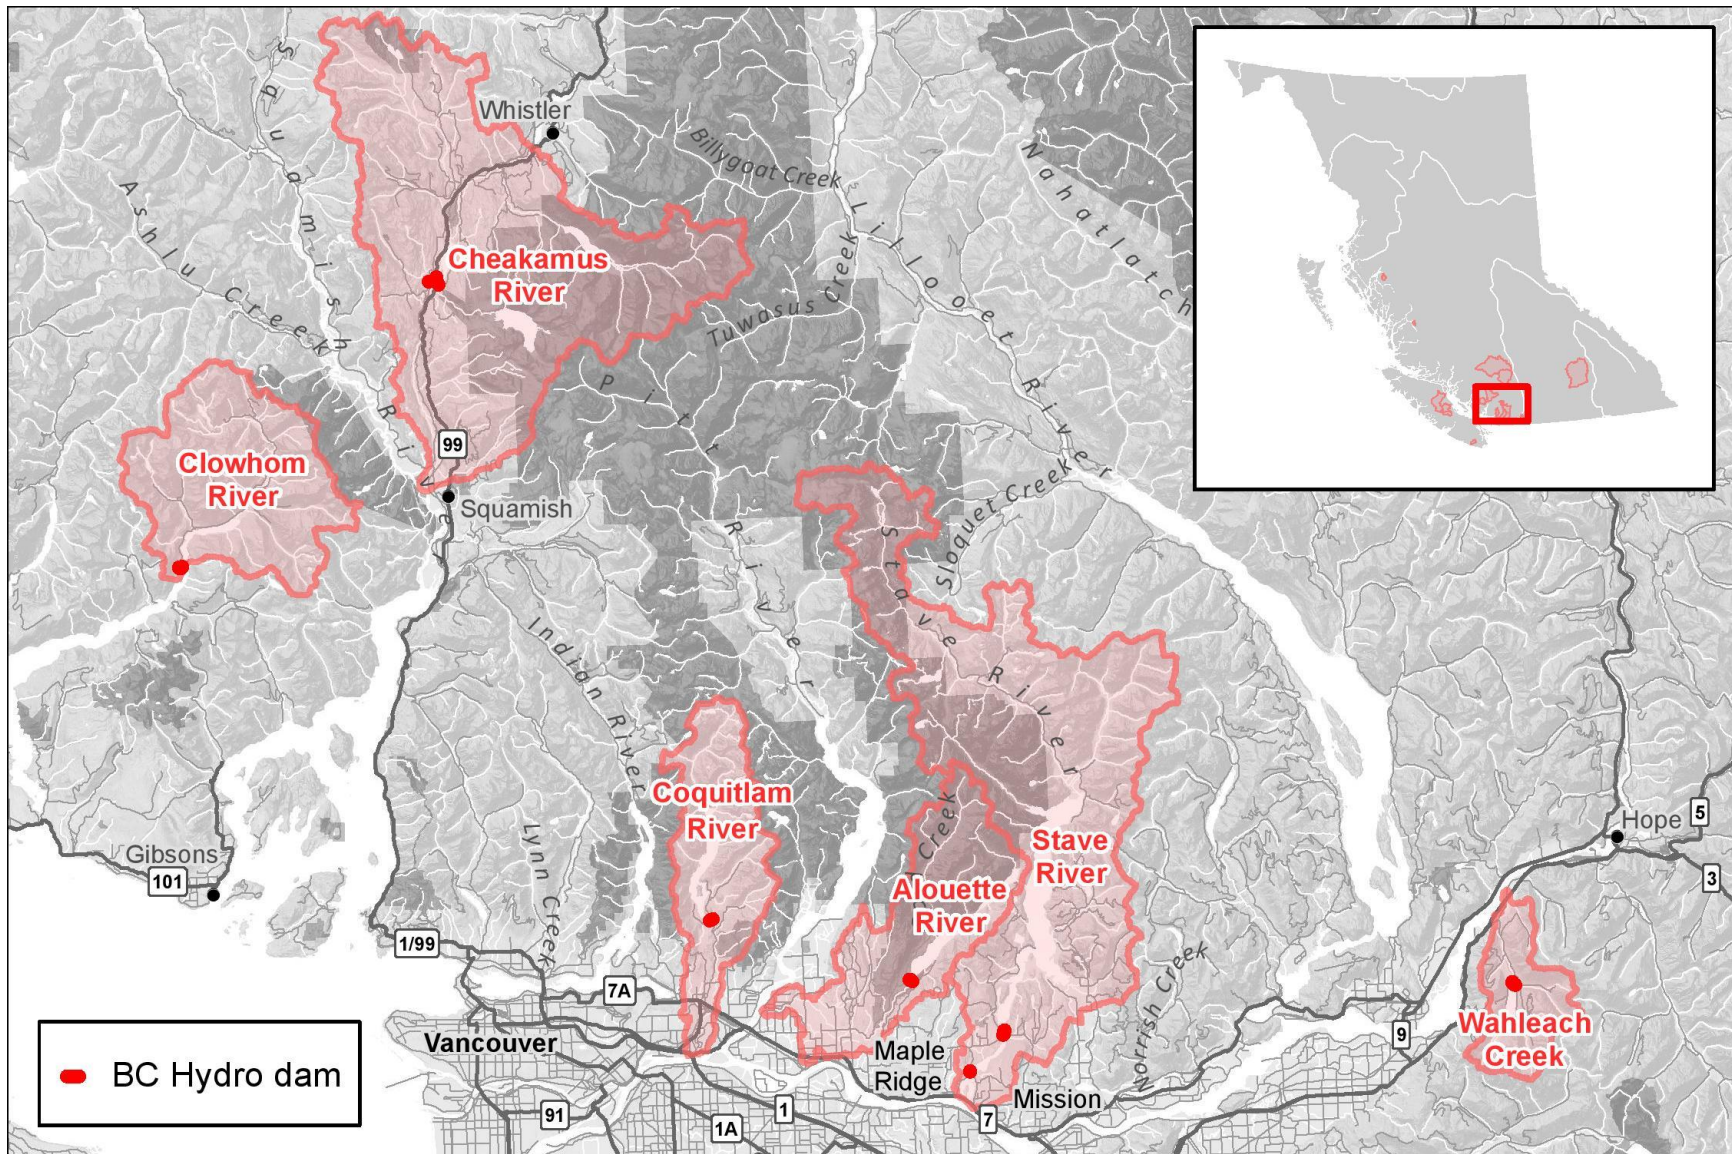 Squamish River
Whistler
Billygoat Creek
Nahatlatch
Ashlu Creek
Lillooet River
Cheakamus
River
Tuwasus Creek
Pitt River
99
Clowhom
River
Squamish
Sloquet Creek
Stave River
Indian River
Coquitlam
River
Creek
Stave
River
Hope
5
3
Lynn Creek
Gibsons
101
Alouette
River
1/99
7A
Norrish Creek
9
Wahleach
Creek
Vancouver
Maple
Ridge
Mission
7
1
91
1A
BC Hydro dam